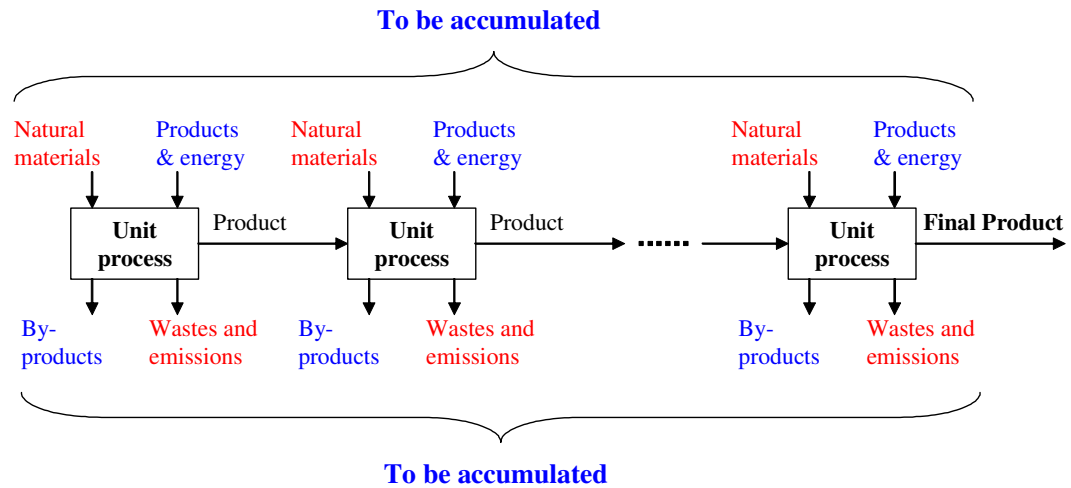 To be accumulated
Natural
materials
Products
& energy
Natural
materials
Products
& energy
Natural
materials
Products
& energy
Unit
process
Product
Unit
process
Product
......
Unit
process
Final Product
By-
products
Wastes and
emissions
By-
products
Wastes and
emissions
By-
products
Wastes and
emissions
To be accumulated